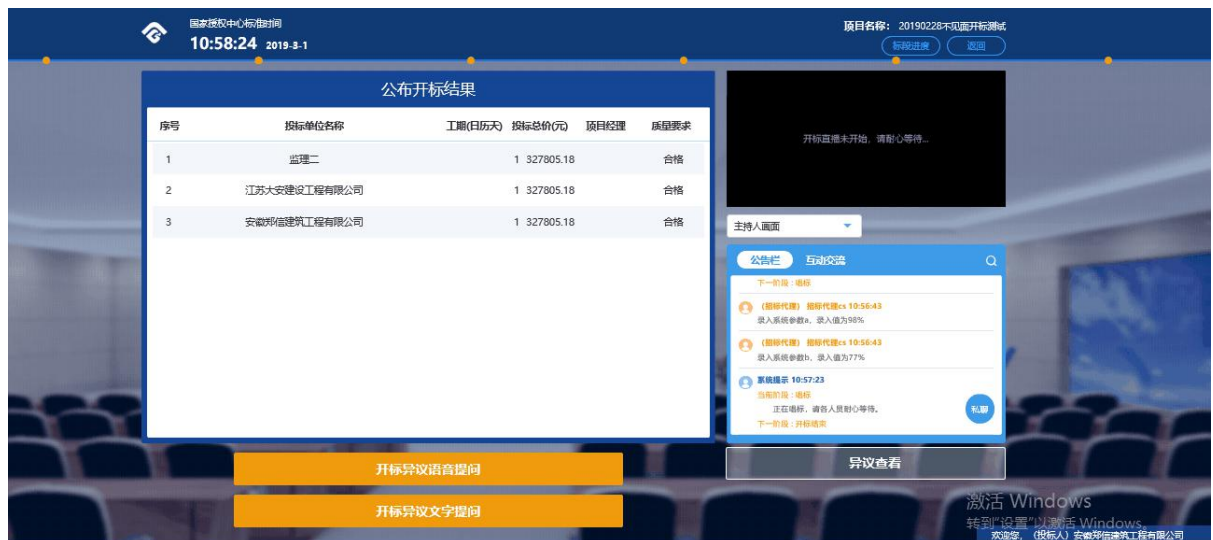 国家授权中心标准时间
10:58:24 2019-3-1
项目名称： 20190228不见面开标测试
标段进度 返回
公布开标结果
序号 投标单位名称 工期(日历天) 投标总价(元) 项目经理 质量要求
1 监理二 1 327805.18 合格
2 江苏大安建设工程有限公司 1 327805.18 合格
3 安徽郑信建筑工程有限公司 1 327805.18 合格
开标直播未开始，请耐心等待...
主持人画面
公告栏 互动交流
下一阶段：唱标
（招标代理） 招标代理cs 10:56:43
录入系统参数a，录入值为98%
（招标代理） 招标代理cs 10:56:43
录入系统参数b，录入值为77%
系统提示 10:57:23
当前阶段：唱标
正在唱标，请各人员耐心等待。
下一阶段：开标结束
私聊
开标异议语音提问
异议查看
开标异议文字提问
激活 Windows
转到"设置"以激活 Windows。
欢迎您，（投标人）安徽郑信建筑工程有限公司